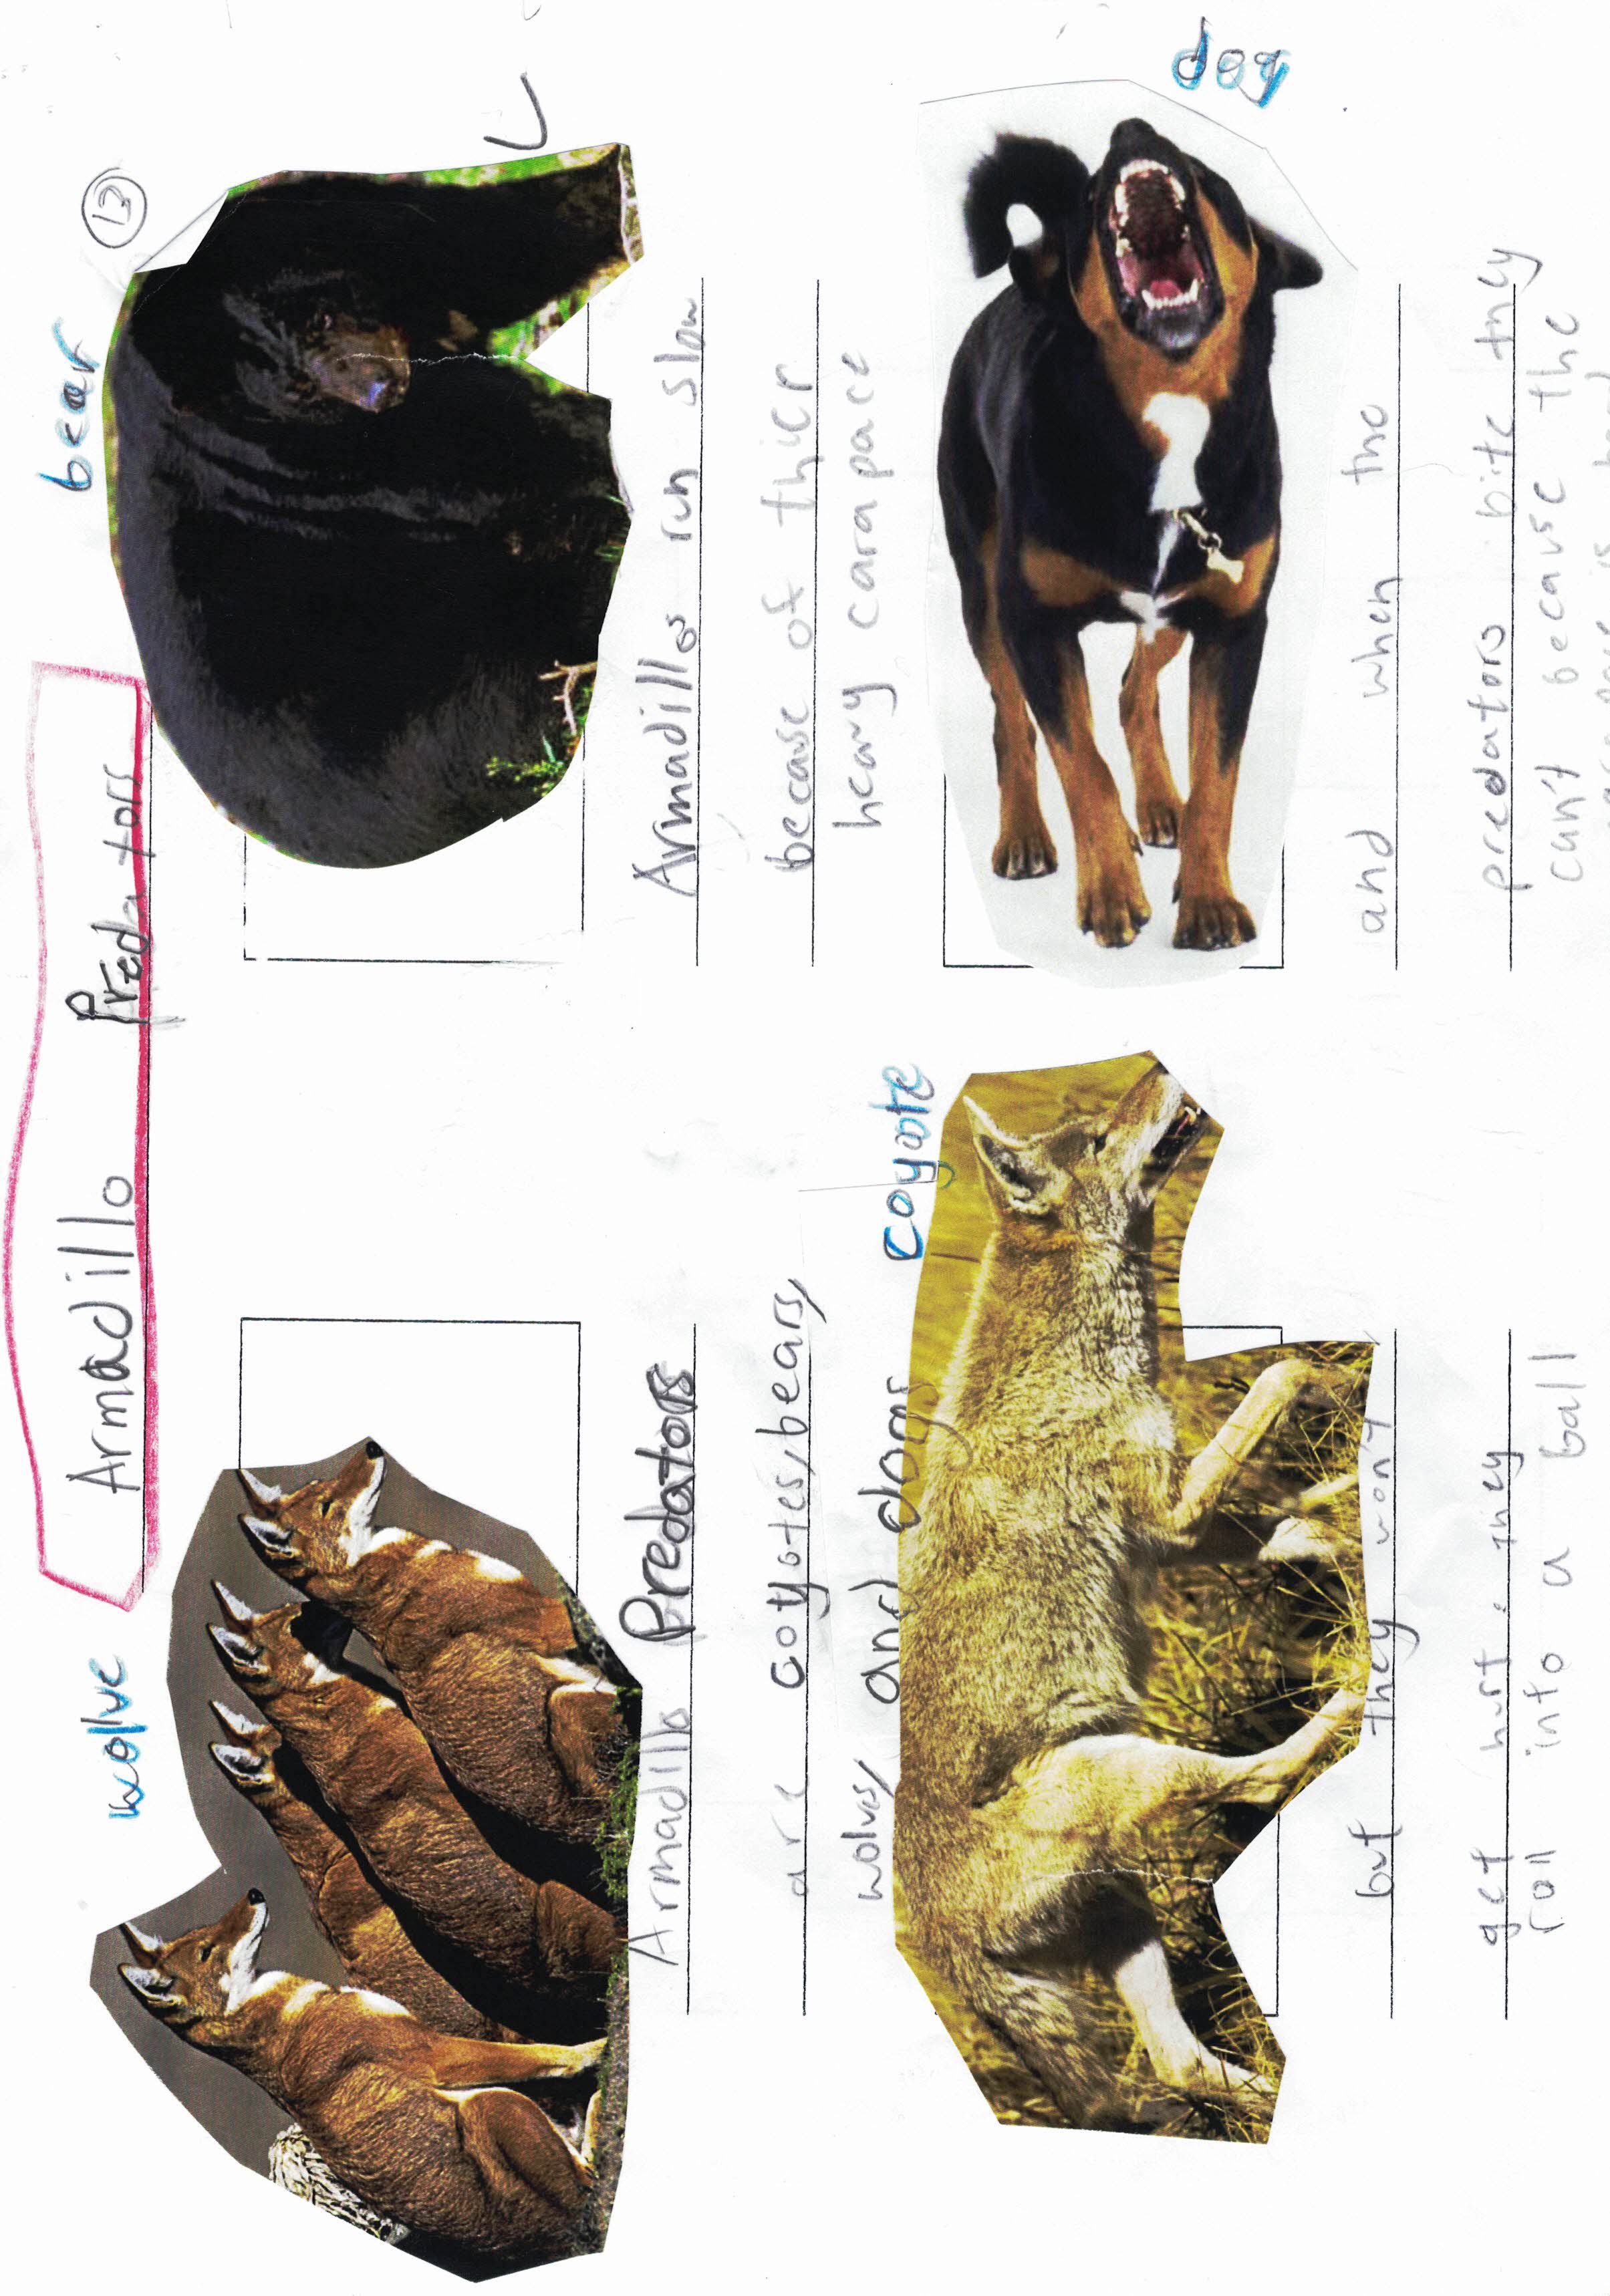 Armadillo Predators
13
wolve
Armadillo Predators
are coyotes, bears,
wolves, and dogs
bear
Armadillos run slow
because of thier
heavy carapace
coyote
but they won't
get hurt. they
roll into a ball
dog
and when the
predators bite they
can't because the
is